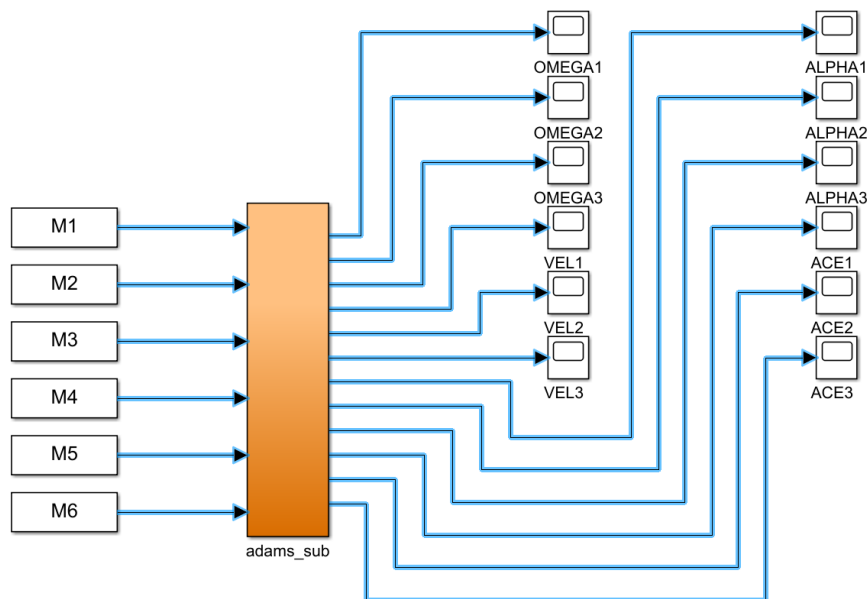 M1
M2
M3
M4
M5
M6
adams_sub
OMEGA1
OMEGA2
OMEGA3
VEL1
VEL2
VEL3
ALPHA1
ALPHA2
ALPHA3
ACE1
ACE2
ACE3